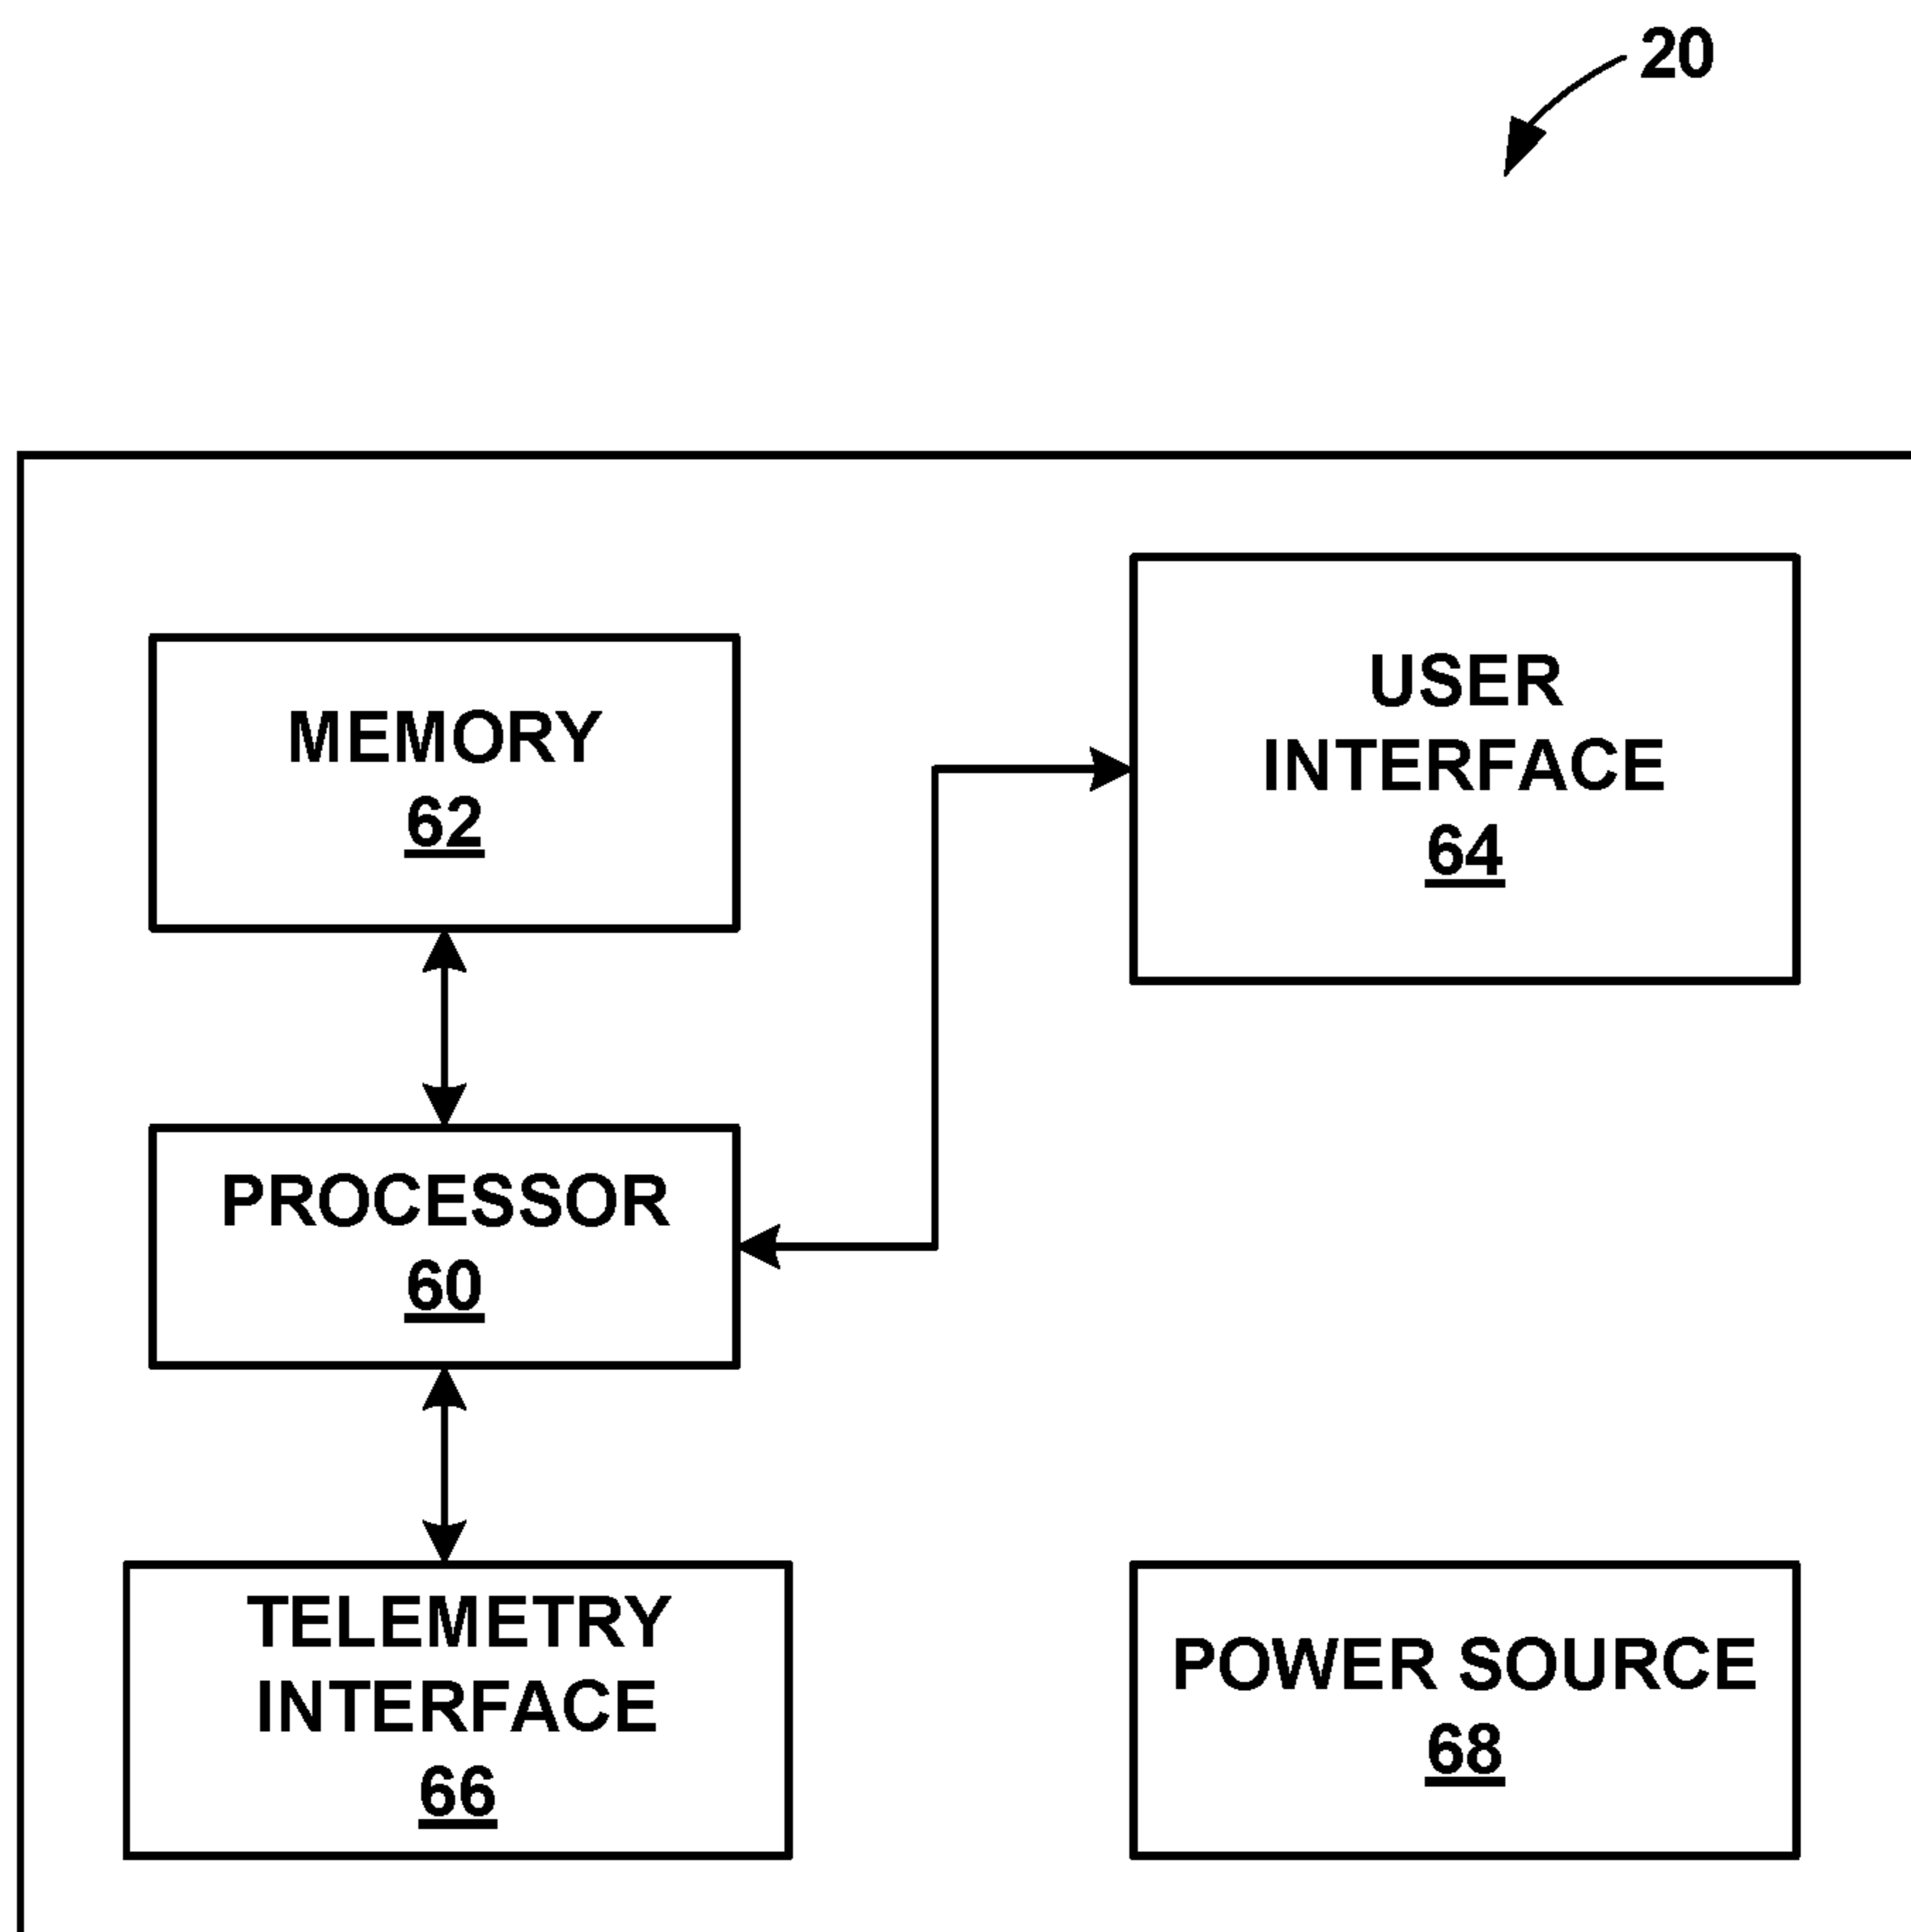 20
MEMORY
62
USER
INTERFACE
64
PROCESSOR
60
TELEMETRY
INTERFACE
66
POWER SOURCE
68